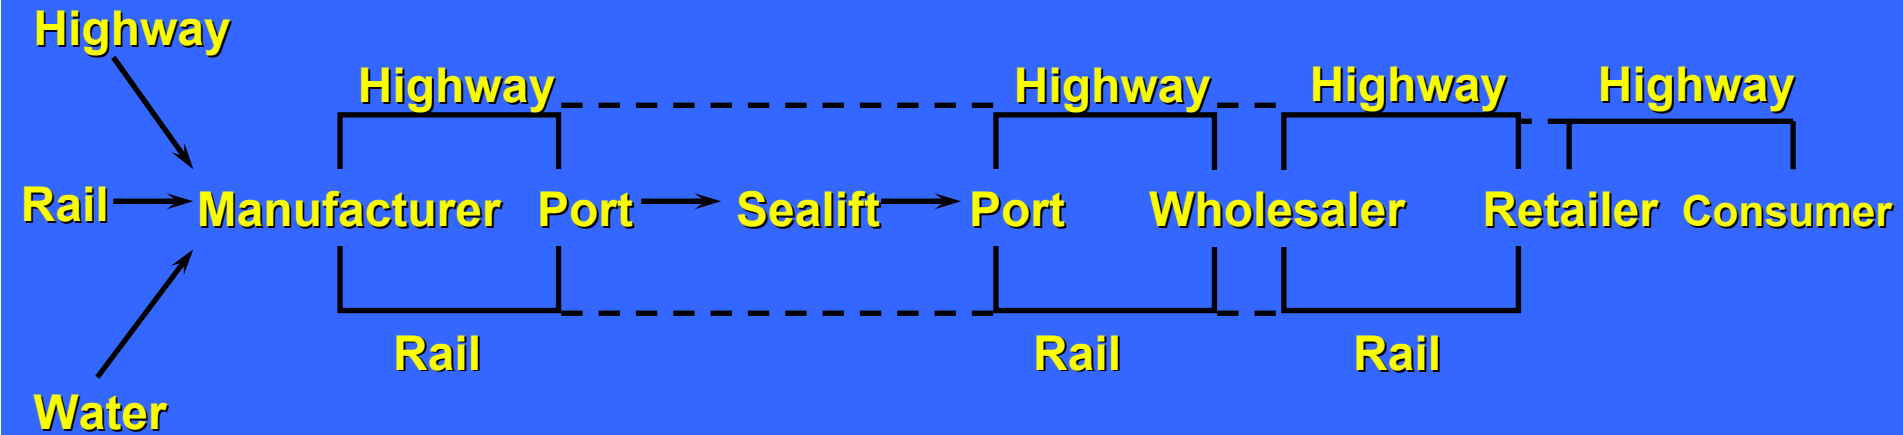 Highway
Highway Highway Highway Highway
Rail Manufacturer Port Sealift Port Wholesaler Retailer Consumer
Rail Rail Rail
Water